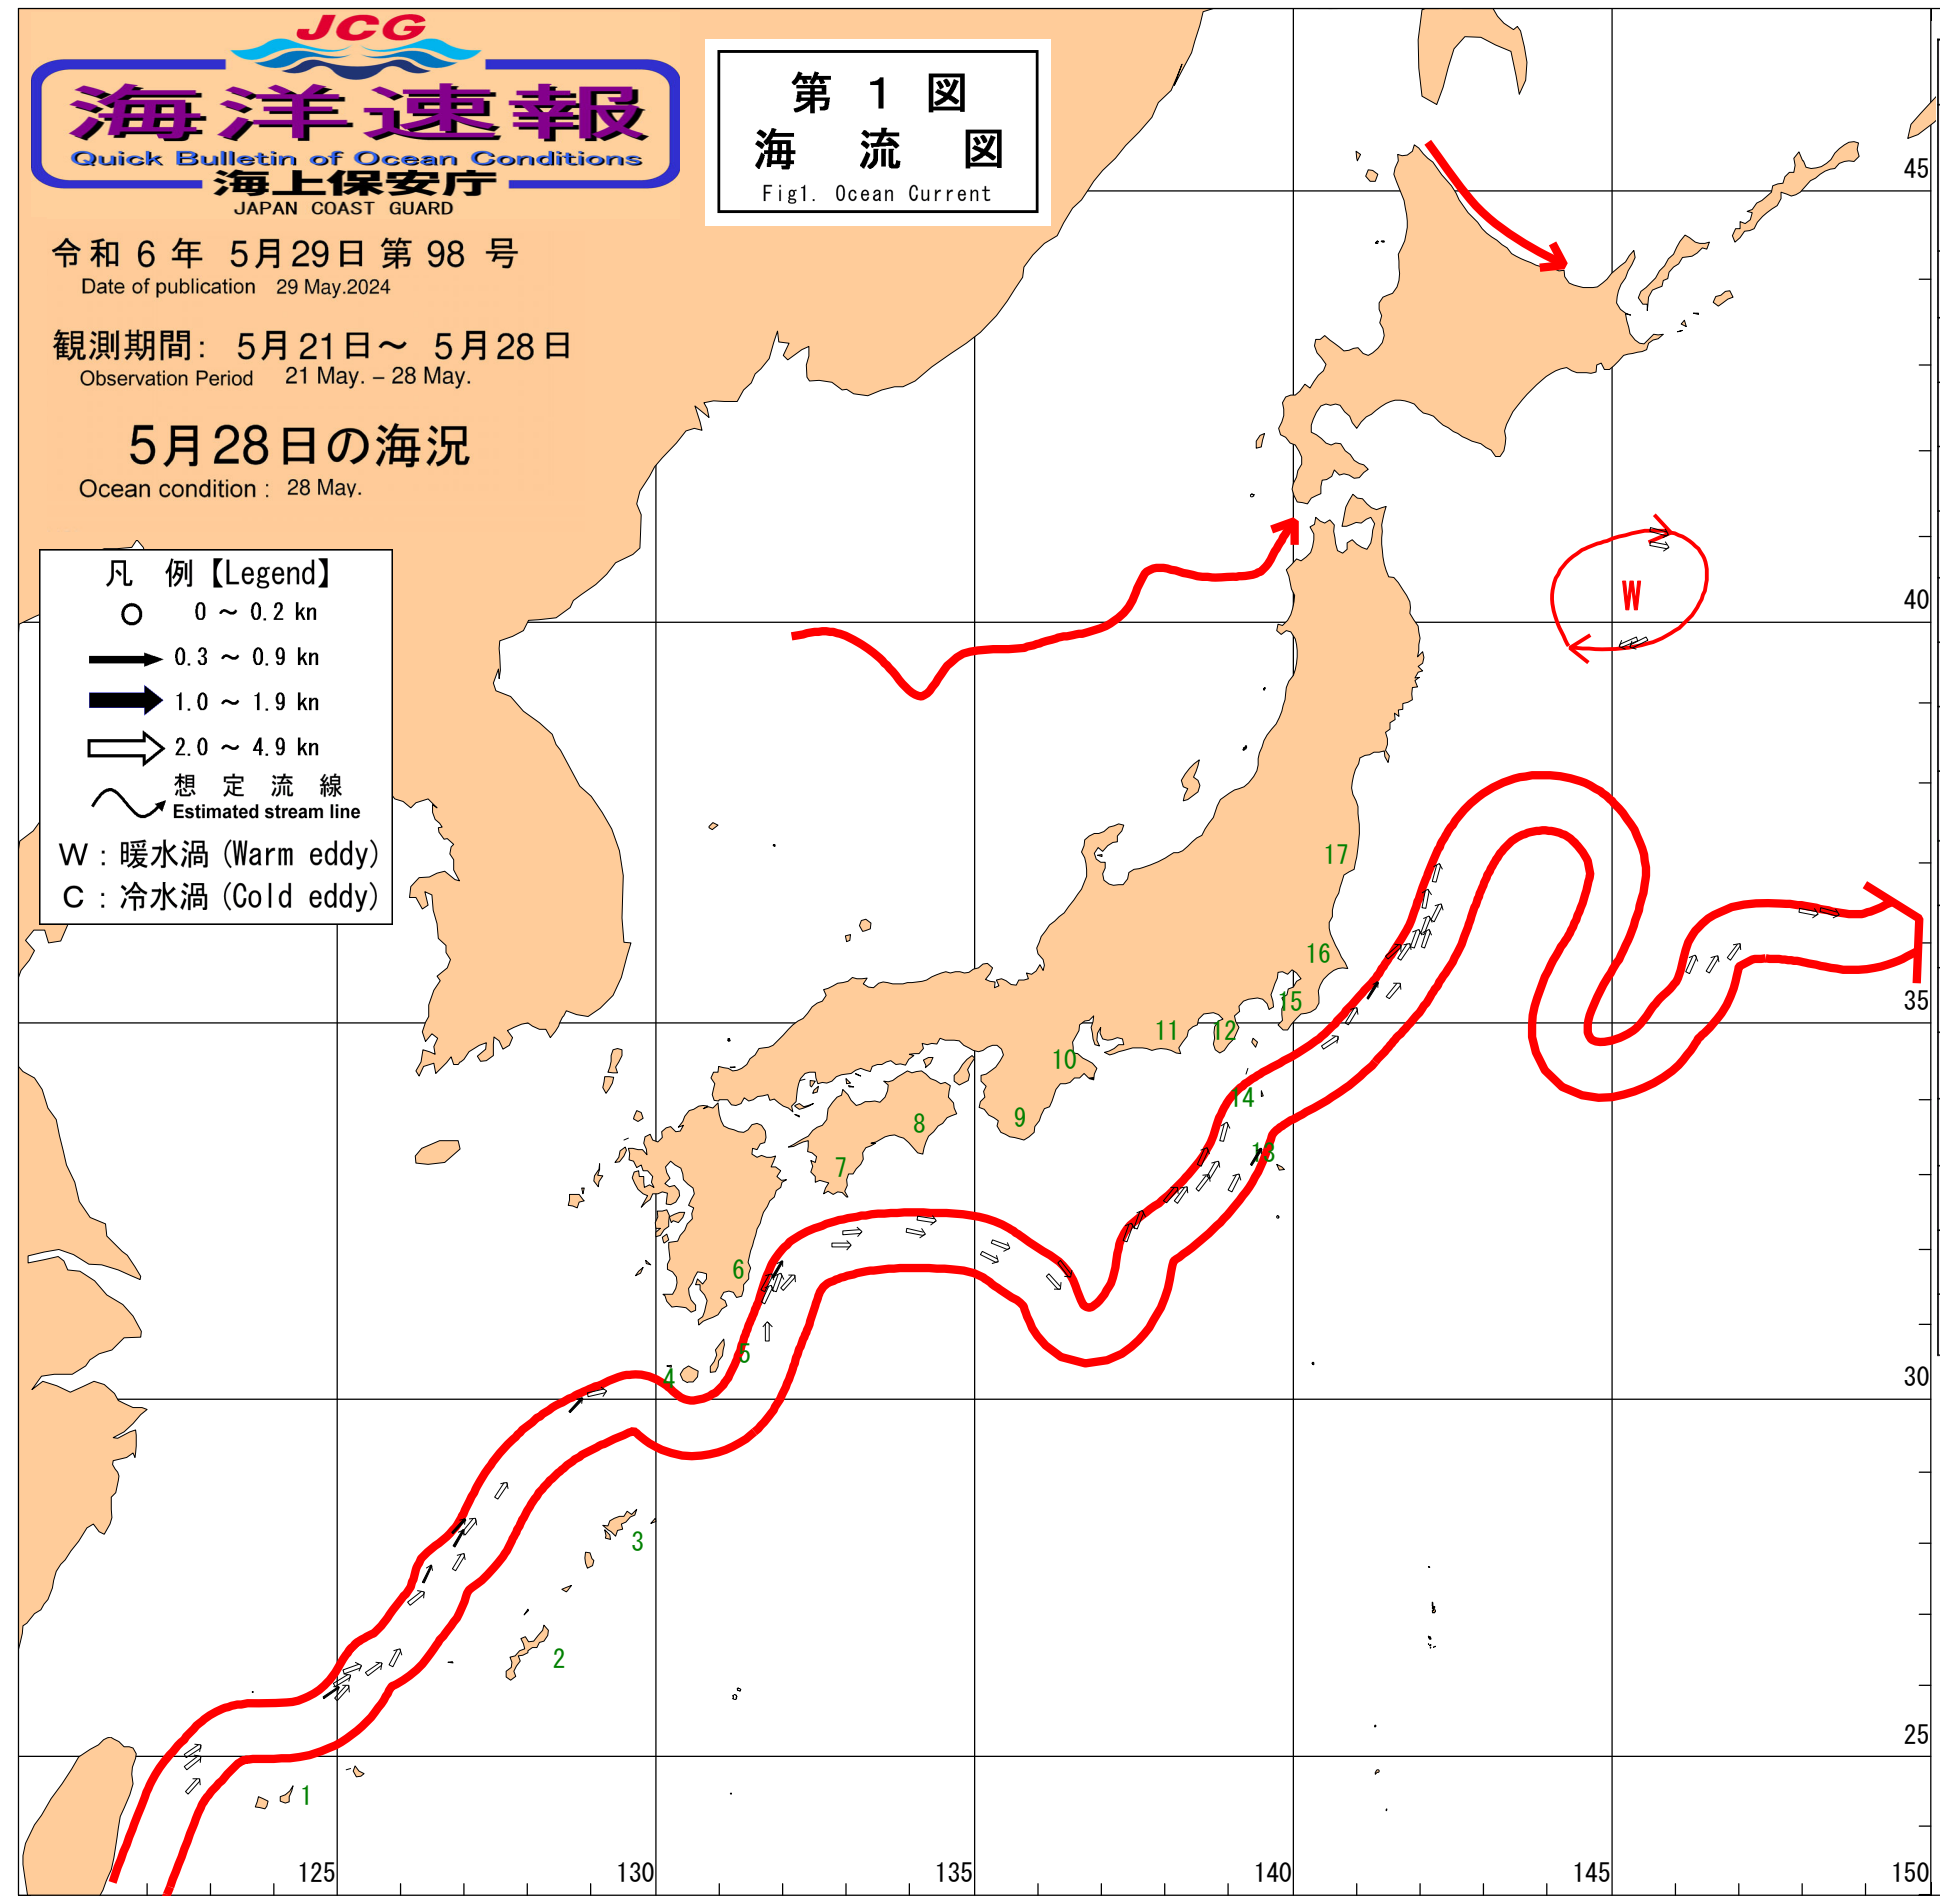 JCG
海洋速報
Quick Bulletin of Ocean Conditions
海上保安庁
JAPAN COAST GUARD
令和 6 年 5月29日 第 98 号
Date of publication 29 May.2024
観測期間: 5月21日～ 5月28日
Observation Period 21 May. – 28 May.
5月28日の海況
Ocean condition : 28 May.
第 1 図
海 流 図
Fig1. Ocean Current
凡 例【Legend】
0 ～ 0.2 kn
0.3 ～ 0.9 kn
1.0 ～ 1.9 kn
2.0 ～ 4.9 kn
想 定 流 線
Estimated stream line
W : 暖水渦 (Warm eddy)
C : 冷水渦 (Cold eddy)
45
40
W
17
16
35
15
11
12
10
14
9
8
13
7
6
5
4
30
3
2
25
1
125
130
135
140
145
150